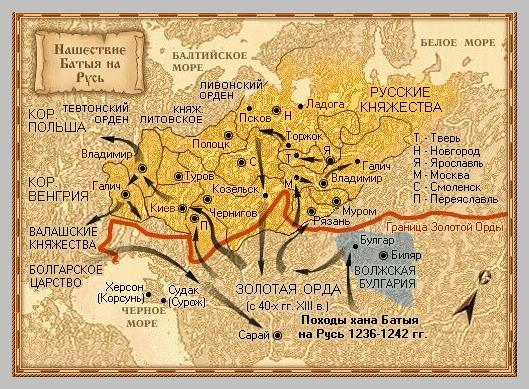 Нашествие
Батыя на
Русь
БАЛТИЙСКОЕ
МОРЕ
БЕЛОЕ МОРЕ
ЛИВОНСКИЙ
ОРДЕН
РУССКИЕ
КНЯЖЕСТВА
ТЕВТОНСКИЙ
ОРДЕН
КНЯЖ.
ЛИТОВСКОЕ
КОР.
ПОЛЬША
Псков
Н
Ладога
Торжок
Т
Я
Галич
Полоцк
С
М
Владимир
Т - Тверь
Н - Новгород
Я - Ярославль
М - Москва
С - Смоленск
П - Переяславль
Владимир
КОР.
ВЕНГРИЯ
Галич
Туров
Козельск
Киев
Чернигов
П
Муром
Рязань
Граница Золотой Орды
ВАЛАШСКИЕ
КНЯЖЕСТВА
Булгар
Биляр
ВОЛЖСКАЯ
БУЛГАРИЯ
БОЛГАРСКОЕ
ЦАРСТВО
Херсон
(Корсунь)
Судак
(Сурож)
ЧЕРНОЕ
МОРЕ
ЗОЛОТАЯ ОРДА
(с 40-х гг. XIII в.)
Сарай
Походы хана Батыя
на Русь 1236-1242 гг.